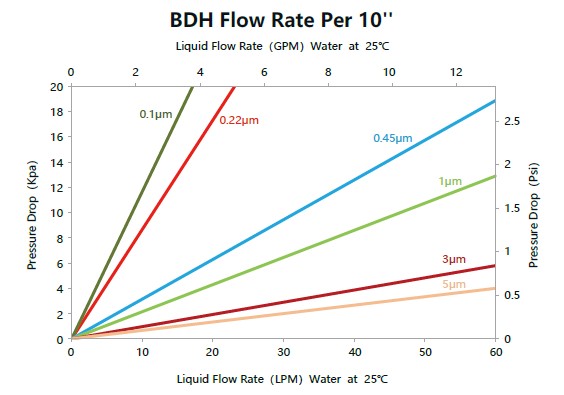 BDH Flow Rate Per 10''
Liquid Flow Rate (GPM) Water at 25℃
0 2 4 6 8 10 12
20
18
16
14
12
10
8
6
4
2
0
Pressure Drop (Kpa)
0.1μm
0.22μm
0.45μm
1μm
3μm
5μm
2.5
2
1.5
1
0.5
0
Pressure Drop (Psi)
0 10 20 30 40 50 60
Liquid Flow Rate (LPM) Water at 25℃